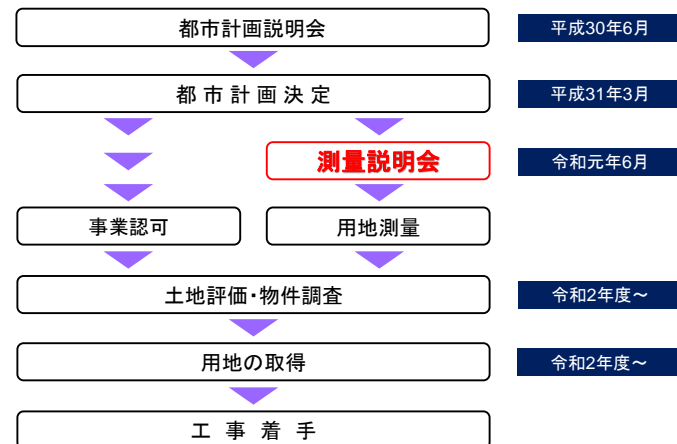 都市計画説明会 平成30年6月
都 市 計 画 決 定 平成31年3月
測量説明会 令和元年6月
事業認可 用地測量
土地評価・物件調査 令和2年度～
用地の取得 令和2年度～
工 事 着 手